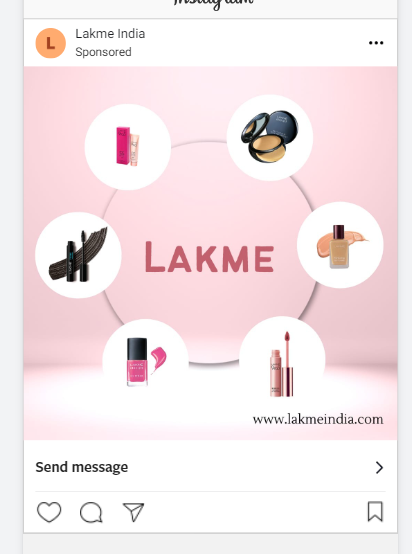 Instagram
L
Lakme India
Sponsored
LAKME
www.lakmeindia.com
Send message